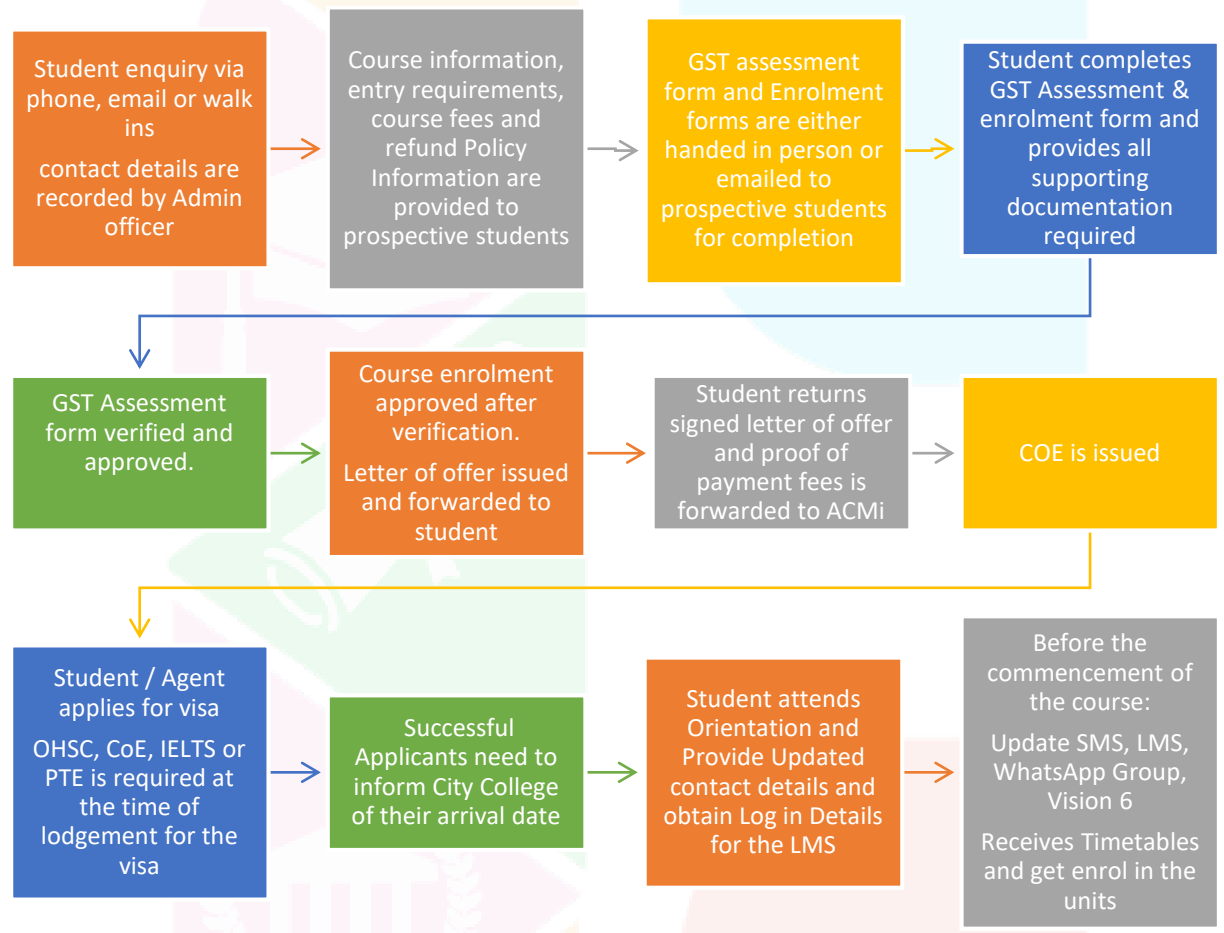 Student enquiry via
phone, email or walk
ins
contact details are
recorded by Admin
officer
Course information,
entry requirements,
course fees and
refund Policy
Information are
provided to
prospective students
GST assessment
form and Enrolment
forms are either
handed in person or
emailed to
prospective students
for completion
Student completes
GST Assessment &
enrolment form and
provides all
supporting
documentation
required
GST Assessment
form verified and
approved.
Course enrolment
approved after
verification.
Letter of offer issued
and forwarded to
student
Student returns
signed letter of offer
and proof of
payment fees is
forwarded to ACMi
COE is issued
Student / Agent
applies for visa
OHSC, CoE, IELTS or
PTE is required at
the time of
lodgement for the
visa
Successful
Applicants need to
inform City College
of their arrival date
Student attends
Orientation and
Provide Updated
contact details and
obtain Log in Details
for the LMS
Before the
commencement of
the course:
Update SMS, LMS,
WhatsApp Group,
Vision 6
Receives Timetables
and get enrol in the
units